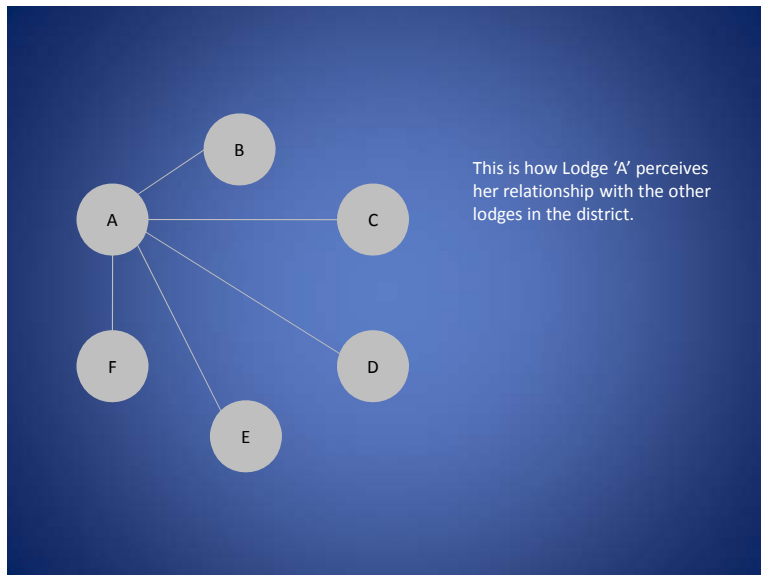 B
This is how Lodge ‘A’ perceives
her relationship with the other
lodges in the district.
A
C
F
D
E